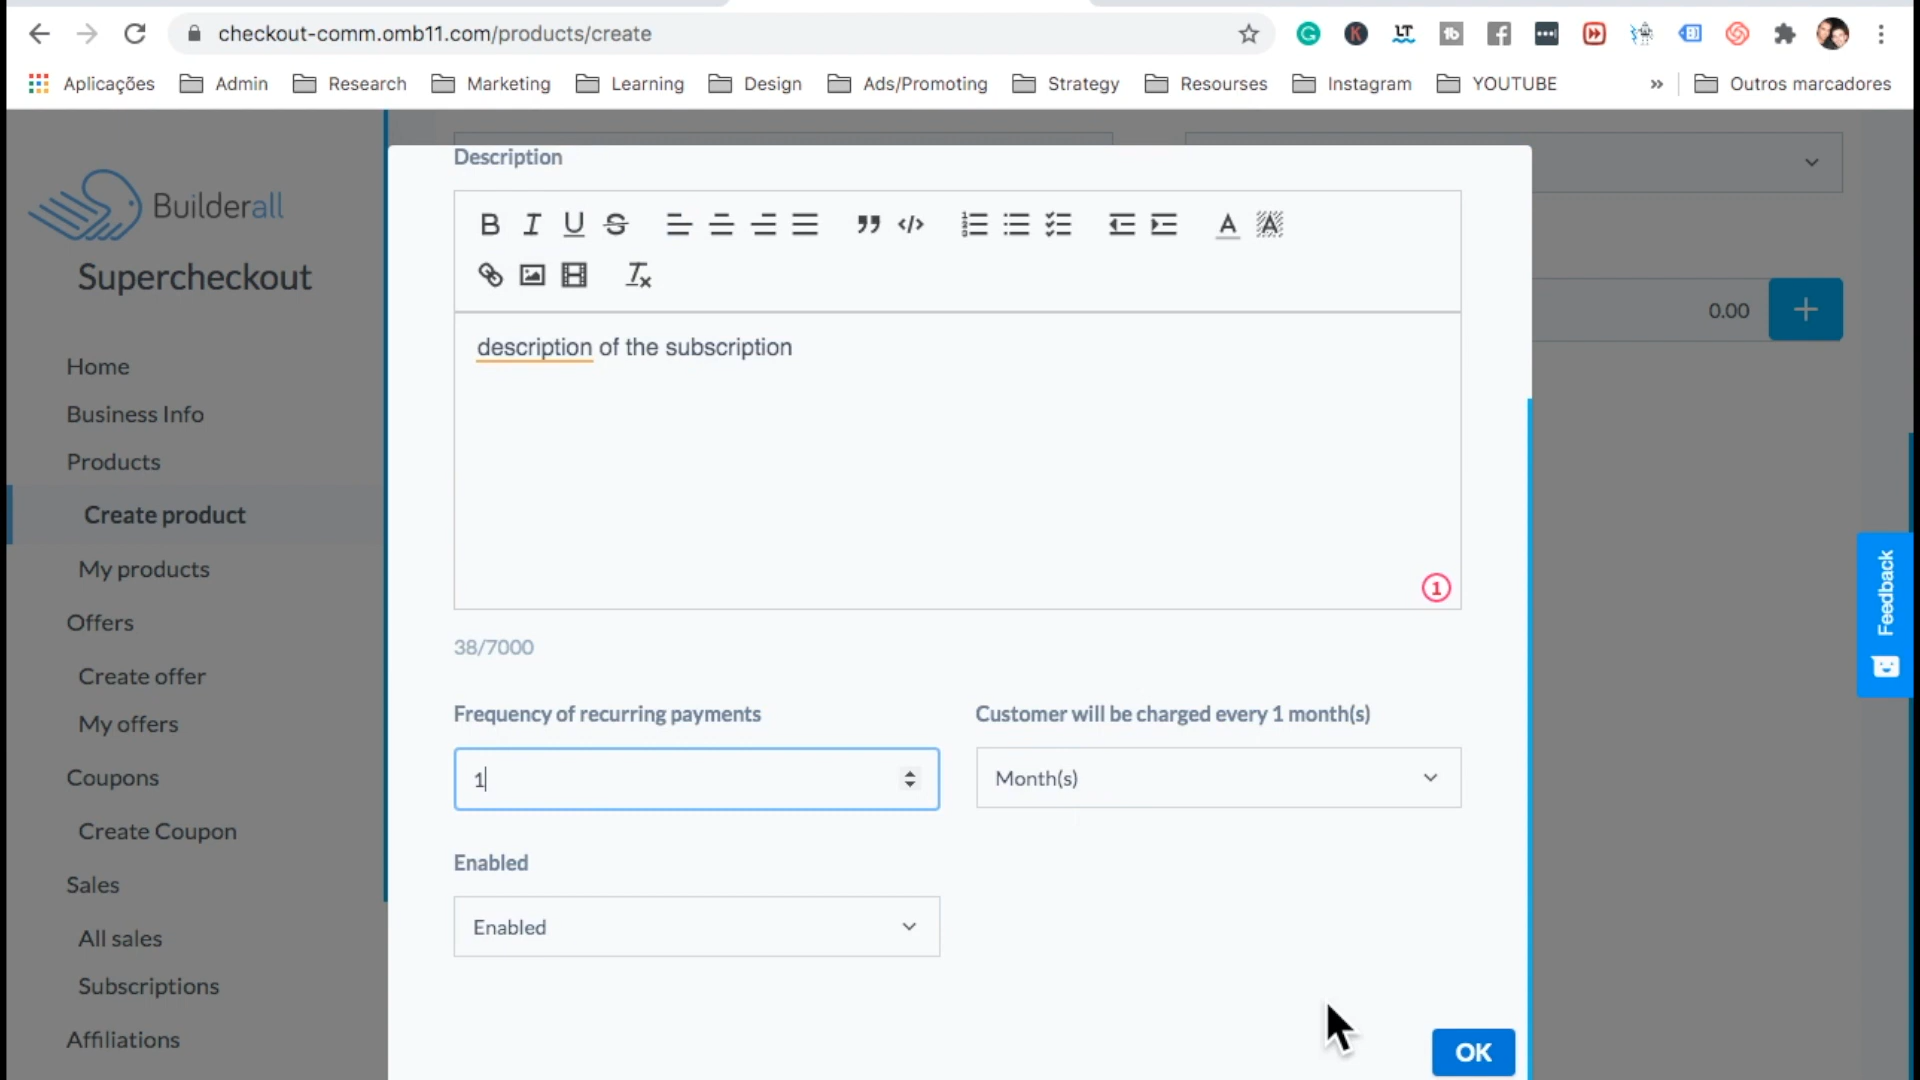 checkout-comm.omb11.com/products/create
Aplicações Admin Research Marketing Learning Design Ads/Promoting Strategy Resourses Instagram YOUTUBE » Outros marcadores
Builderall
Supercheckout
Home
Business Info
Products
Create product
My products
Offers
Create offer
My offers
Coupons
Create Coupon
Sales
All sales
Subscriptions
Affiliations
Description
description of the subscription
1
38/7000
Frequency of recurring payments
Customer will be charged every 1 month(s)
1
Month(s)
Enabled
Enabled
OK
0.00
Feedback